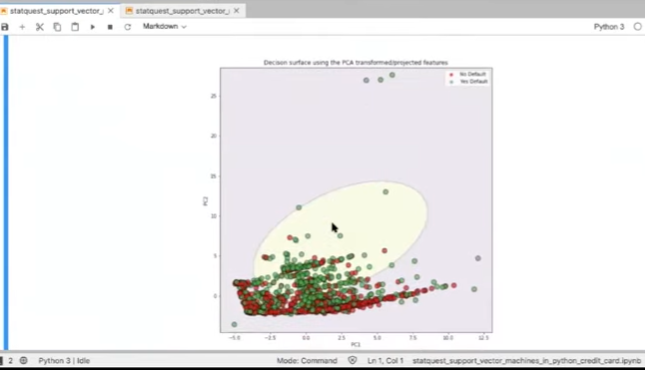 statquest_support_vector_ × statquest_support_vector_ ×
Markdown Python 3
Decision surface using the PCA transformed/projected features
No Default
Yes Default
25
20
15
10
5
0
PC2
−5.0 −2.5 0.0 2.5 5.0 7.5 10.0 12.5
PC1
2 Python 3 | Idle Mode: Command Ln 1, Col 1 statquest_support_vector_machines_in_python_credit_card.ipynb